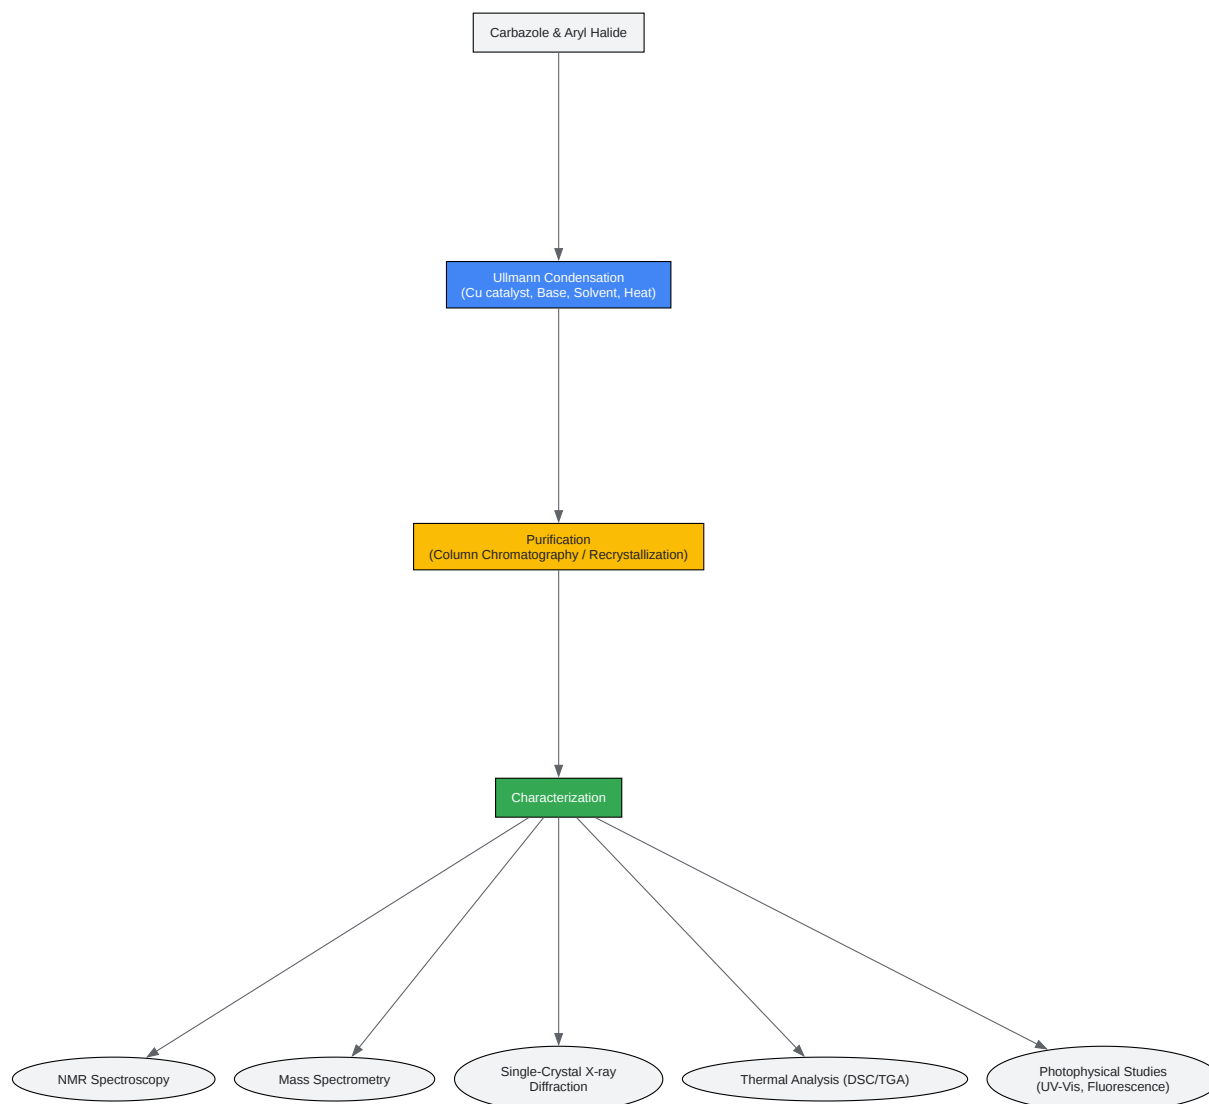 Carbazole & Aryl Halide
Ullmann Condensation
(Cu catalyst, Base, Solvent, Heat)
Purification
(Column Chromatography / Recrystallization)
Characterization
NMR Spectroscopy
Mass Spectrometry
Single-Crystal X-ray
Diffraction
Thermal Analysis (DSC/TGA)
Photophysical Studies
(UV-Vis, Fluorescence)